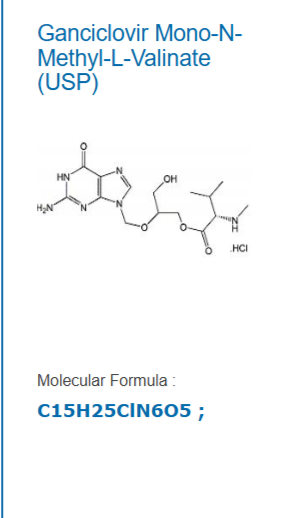 Ganciclovir Mono-N-
Methyl-L-Valinate
(USP)
O
HN
N
OH
H₂N
N
N
O
O
N
H
O
.HCl
Molecular Formula :
C15H25ClN6O5 ;